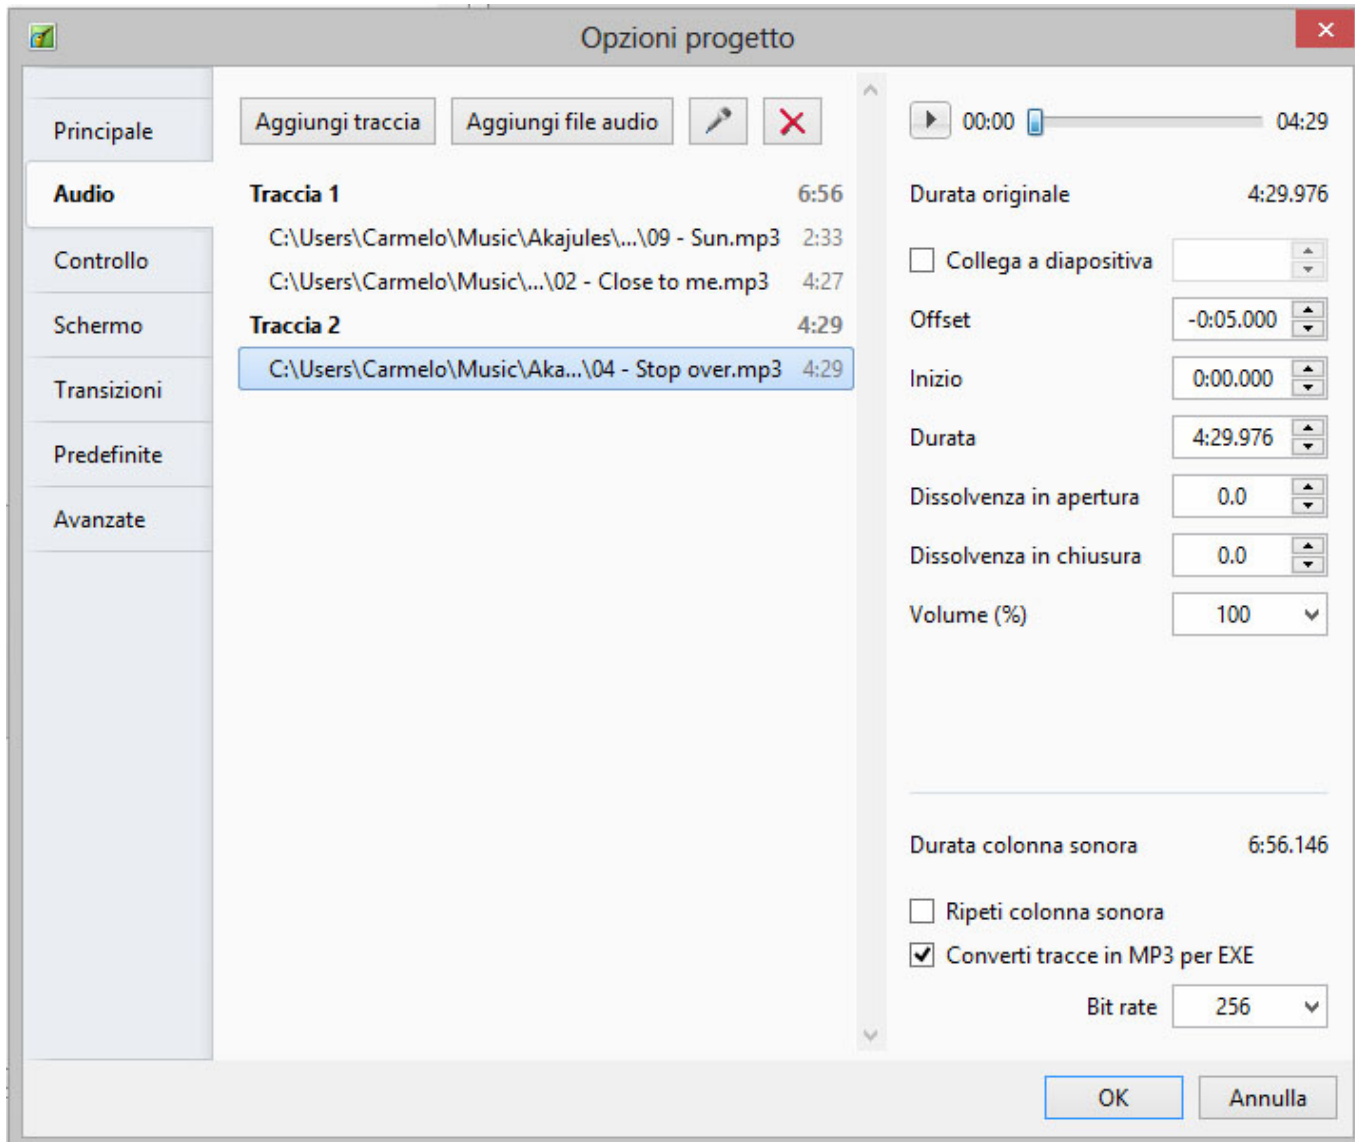 Opzioni progetto
Principale
Audio
Controllo
Schermo
Transizioni
Predefinite
Avanzate
Aggiungi traccia
Aggiungi file audio
Traccia 1 6:56
C:\Users\Carmelo\Music\Akajules\...\09 - Sun.mp3 2:33
C:\Users\Carmelo\Music\...\02 - Close to me.mp3 4:27
Traccia 2 4:29
C:\Users\Carmelo\Music\Aka...\04 - Stop over.mp3 4:29
00:00 04:29
Durata originale 4:29.976
Collega a diapositiva
Offset -0:05.000
Inizio 0:00.000
Durata 4:29.976
Dissolvenza in apertura 0.0
Dissolvenza in chiusura 0.0
Volume (%) 100
Durata colonna sonora 6:56.146
Ripeti colonna sonora
Converti tracce in MP3 per EXE
Bit rate 256
OK
Annulla